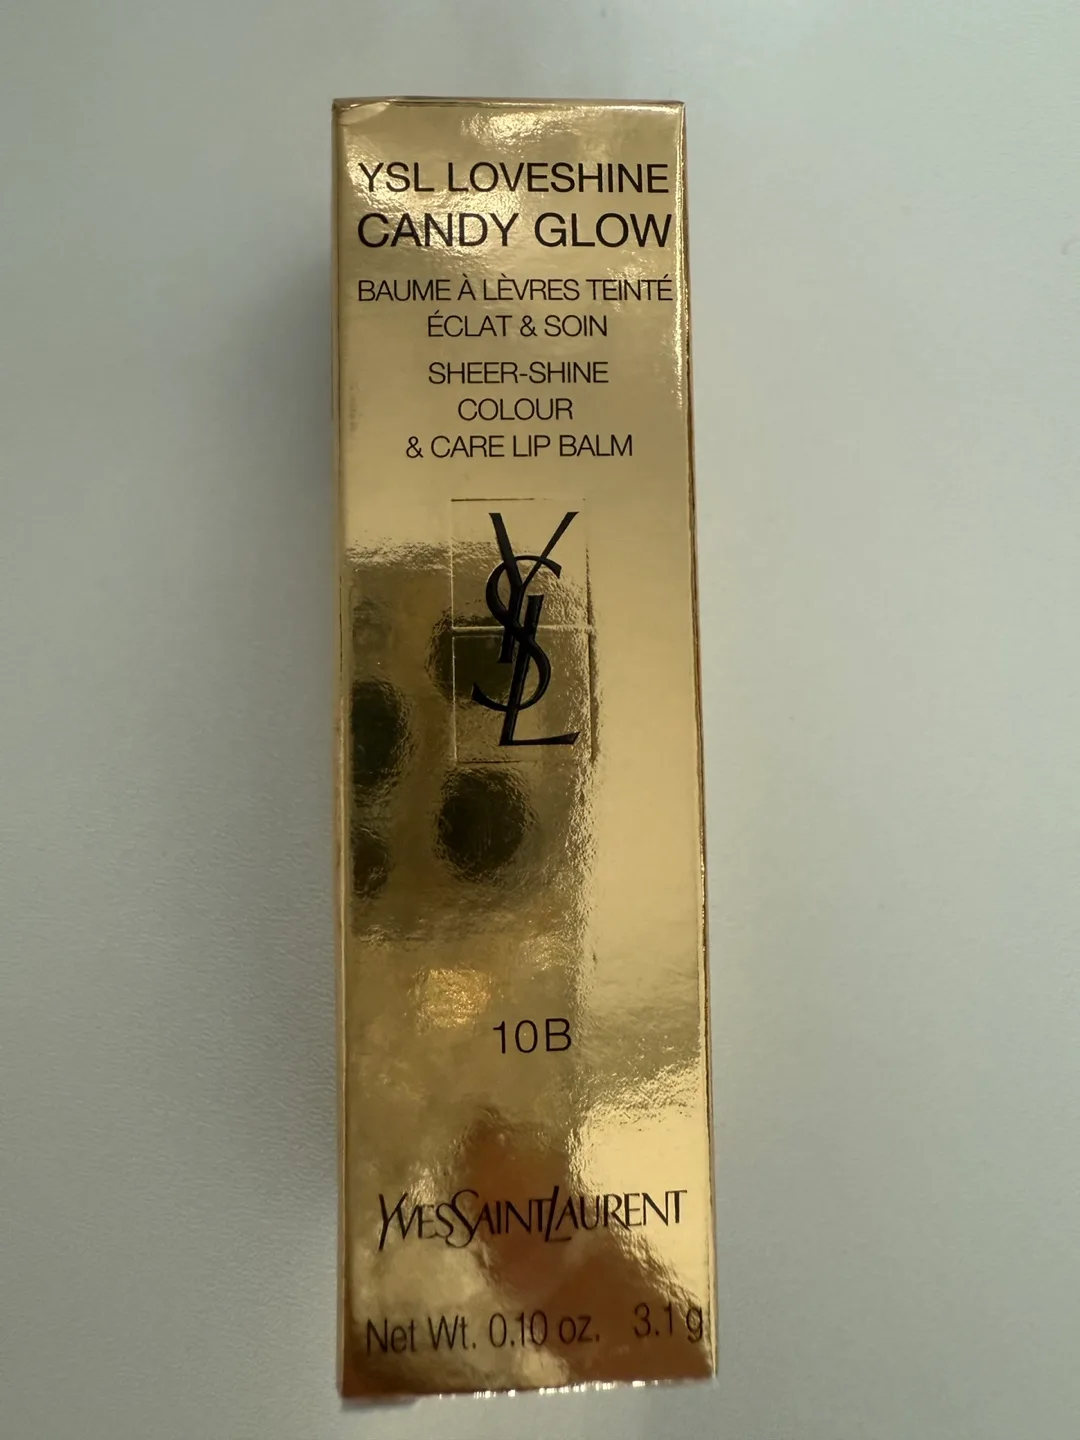 YSL LOVESHINE
CANDY GLOW
BAUME À LÈVRES TEINTÉ
ÉCLAT & SOIN
SHEER-SHINE
COLOUR
& CARE LIP BALM
YSL
10B
YVESSAINTLAURENT
Net Wt. 0.10 oz. 3.1 g